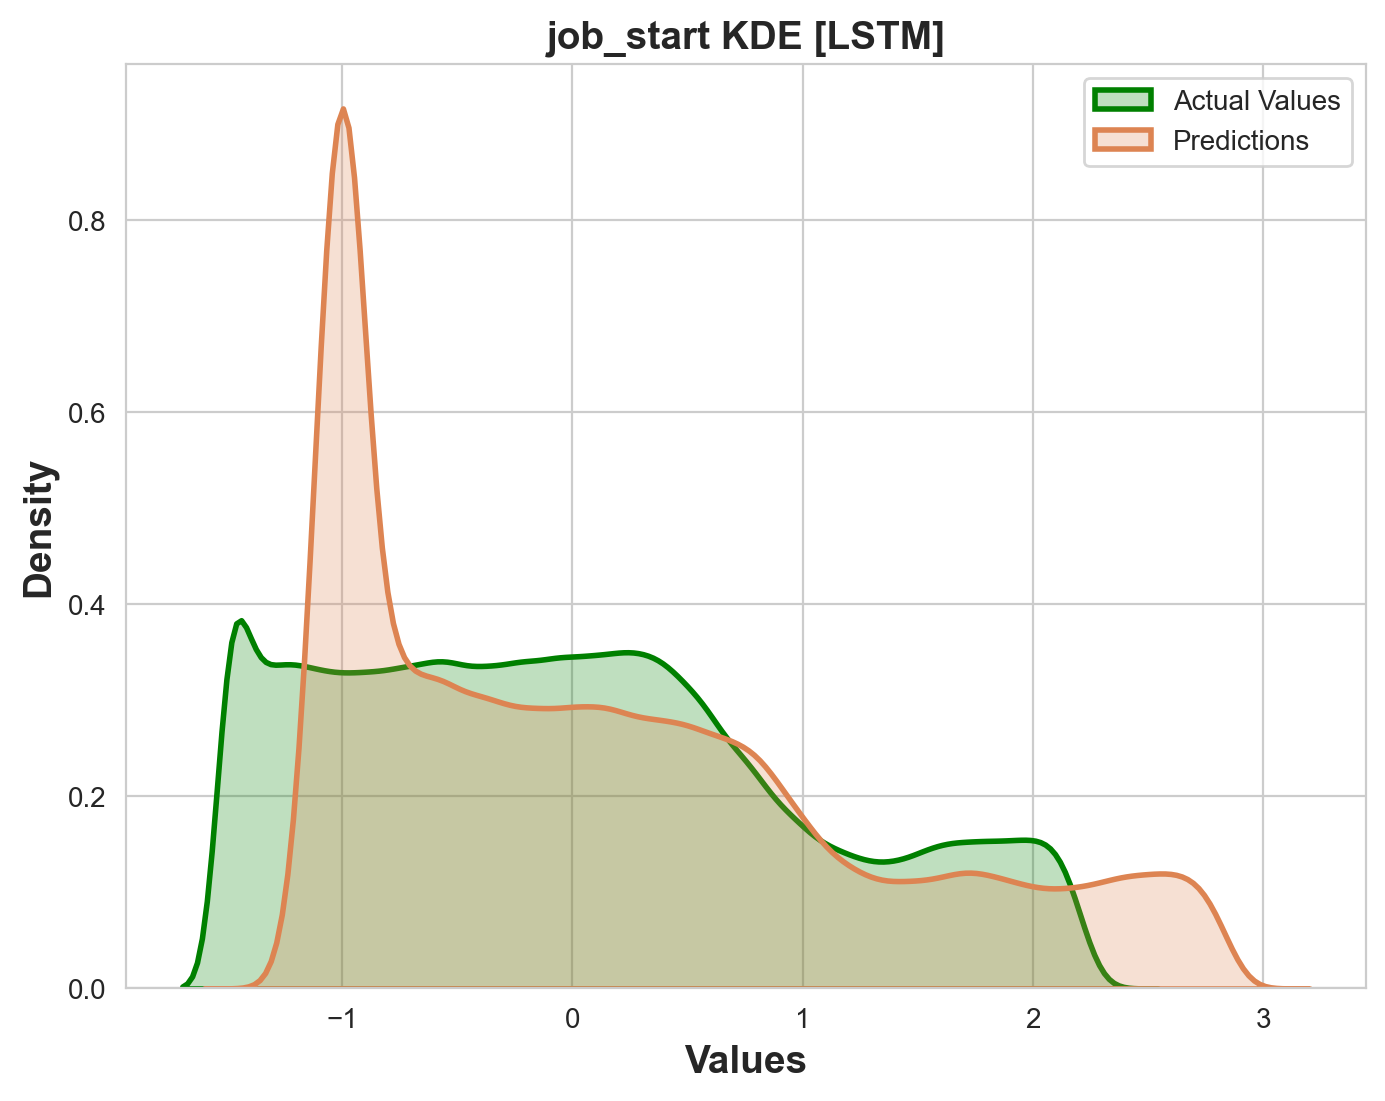 job_start KDE [LSTM]
Actual Values
Predictions
Density
0.8
0.6
0.4
0.2
0.0
−1
0
1
2
3
Values